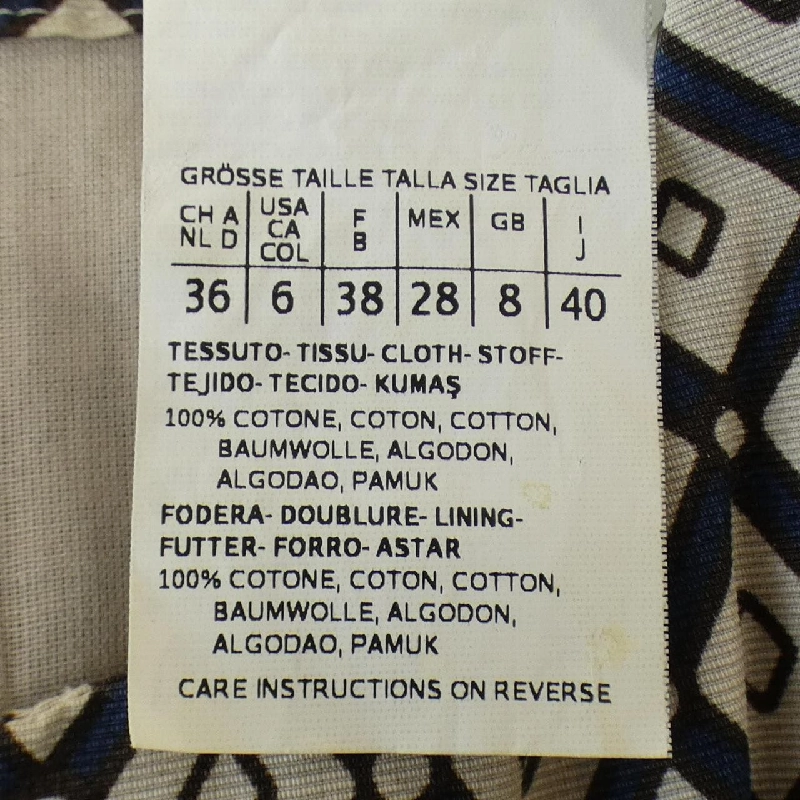 GRÖSSE TAILLE TALLA SIZE TAGLIA
CH A USA F MEX GB I
NL D CA B J
COL
36 6 38 28 8 40
TESSUTO- TISSU- CLOTH- STOFF-
TEJIDO- TECIDO- KUMAŞ
100% COTONE, COTON, COTTON,
BAUMWOLLE, ALGODON,
ALGODAO, PAMUK
FODERA- DOUBLURE- LINING-
FUTTER- FORRO- ASTAR
100% COTONE, COTON, COTTON,
BAUMWOLLE, ALGODON,
ALGODAO, PAMUK
CARE INSTRUCTIONS ON REVERSE